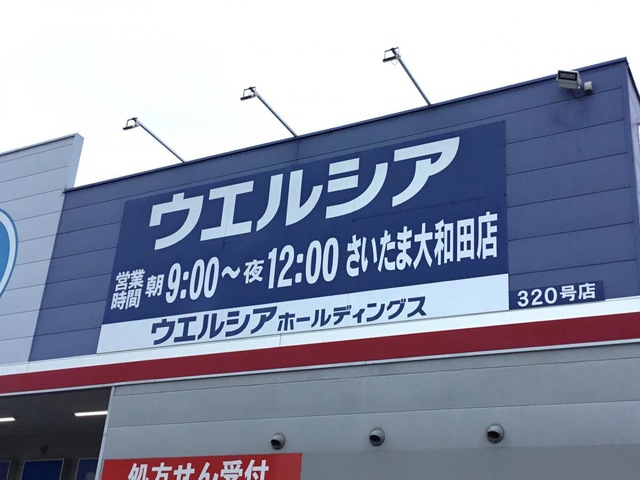 ウエルシア
営業時間 朝9:00～夜12:00 さいたま大和田店
ウエルシアホールディングス
320号店
処方せん受付